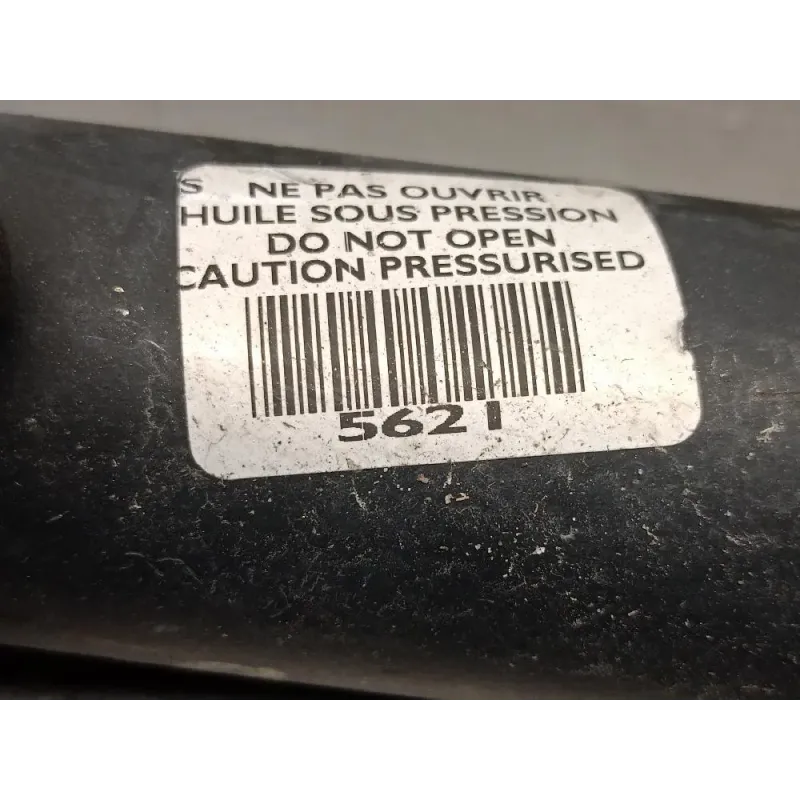 S NE PAS OUVRIR
HUILE SOUS PRESSION
DO NOT OPEN
CAUTION PRESSURISED
5621